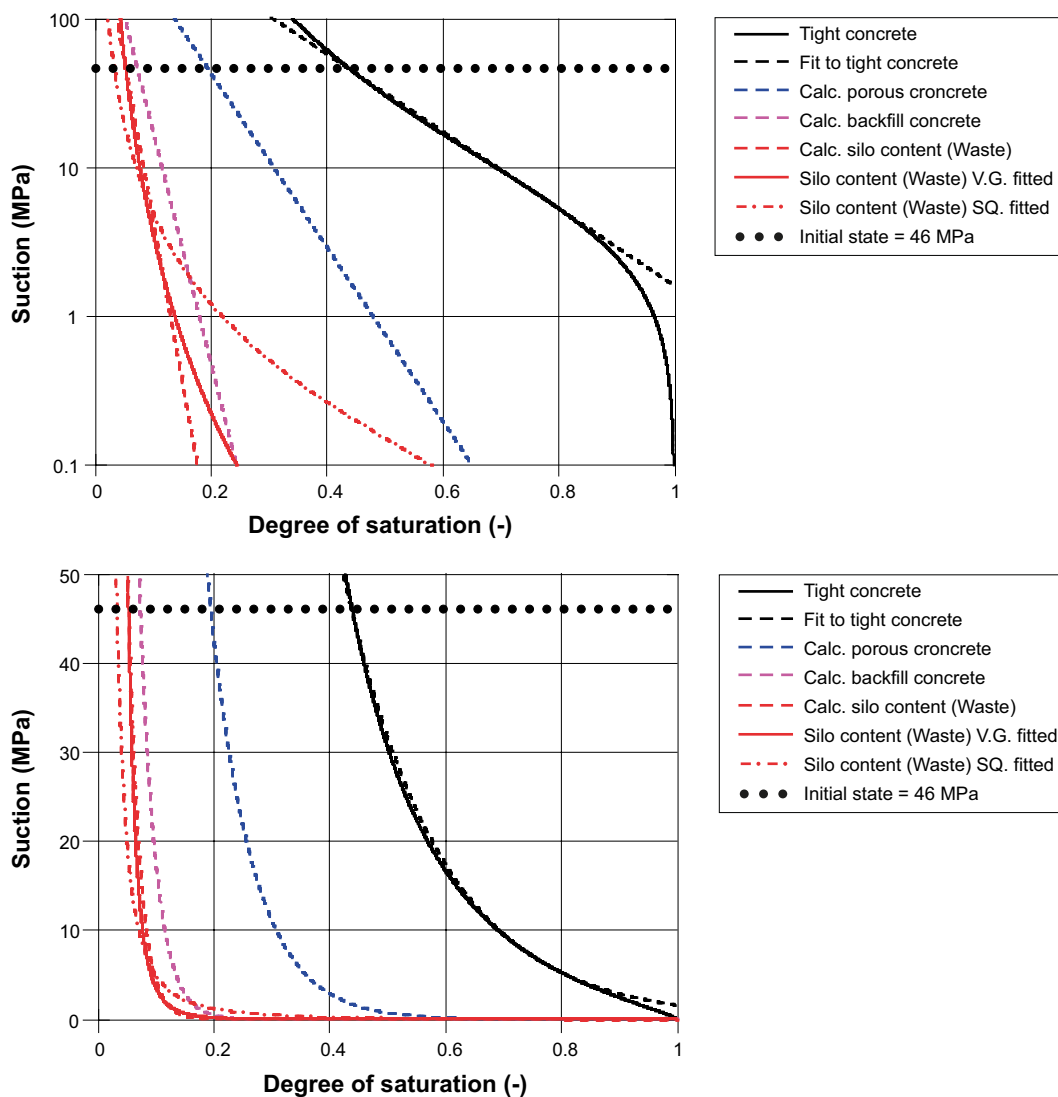 100
10
1
0.1
Suction (MPa)
0
0.2
0.4
0.6
0.8
1
Degree of saturation (-)
Tight concrete
Fit to tight concrete
Calc. porous croncrete
Calc. backfill concrete
Calc. silo content (Waste)
Silo content (Waste) V.G. fitted
Silo content (Waste) SQ. fitted
Initial state = 46 MPa
50
40
30
20
10
0
Suction (MPa)
0
0.2
0.4
0.6
0.8
1
Degree of saturation (-)
Tight concrete
Fit to tight concrete
Calc. porous croncrete
Calc. backfill concrete
Calc. silo content (Waste)
Silo content (Waste) V.G. fitted
Silo content (Waste) SQ. fitted
Initial state = 46 MPa